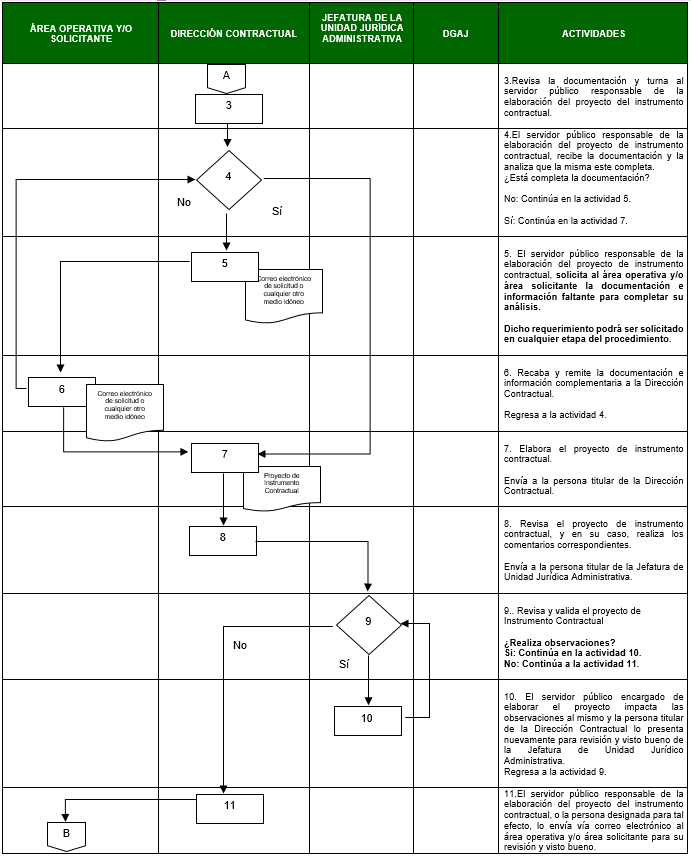 ÁREA OPERATIVA Y/O
SOLICITANTE
DIRECCIÓN CONTRACTUAL
JEFATURA DE LA
UNIDAD JURÍDICA
ADMINISTRATIVA
DGAJ
ACTIVIDADES
A
3
3.Revisa la documentación y turna al
servidor público responsable de la
elaboración del proyecto del instrumento
contractual.
4
No
Sí
4.El servidor público responsable de la
elaboración del proyecto de instrumento
contractual, recibe la documentación y la
analiza que la misma este completa.
¿Está completa la documentación?
No: Continúa en la actividad 5.
Sí: Continúa en la actividad 7.
5
Correo electrónico
de solicitud o
cualquier otro
medio idóneo
5. El servidor público responsable de la
elaboración del proyecto de instrumento
contractual, solicita al área operativa y/o
área solicitante la documentación e
información faltante para completar su
análisis.
Dicho requerimiento podrá ser solicitado
en cualquier etapa del procedimiento.
6
Correo electrónico
de solicitud o
cualquier otro
medio idóneo
6. Recaba y remite la documentación e
información complementaria a la Dirección
Contractual.
Regresa a la actividad 4.
7
Proyecto de
Instrumento
Contractual
7. Elabora el proyecto de instrumento
contractual.
Envía a la persona titular de la Dirección
Contractual.
8
8. Revisa el proyecto de instrumento
contractual, y en su caso, realiza los
comentarios correspondientes.
Envía a la persona titular de la Jefatura de
Unidad Jurídica Administrativa.
9
No
Sí
9.. Revisa y valida el proyecto de
Instrumento Contractual
¿Realiza observaciones?
Si: Continúa en la actividad 10.
No: Continúa a la actividad 11.
10
10. El servidor público encargado de
elaborar el proyecto impacta las
observaciones al mismo y la persona titular
de la Dirección Contractual lo presenta
nuevamente para revisión y visto bueno de
la Jefatura de Unidad Jurídico
Administrativa.
Regresa a la actividad 9.
11
B
11.El servidor público responsable de la
elaboración del proyecto del instrumento
contractual, o la persona designada para tal
efecto, lo envía vía correo electrónico al
área operativa y/o área solicitante para su
revisión y visto bueno.